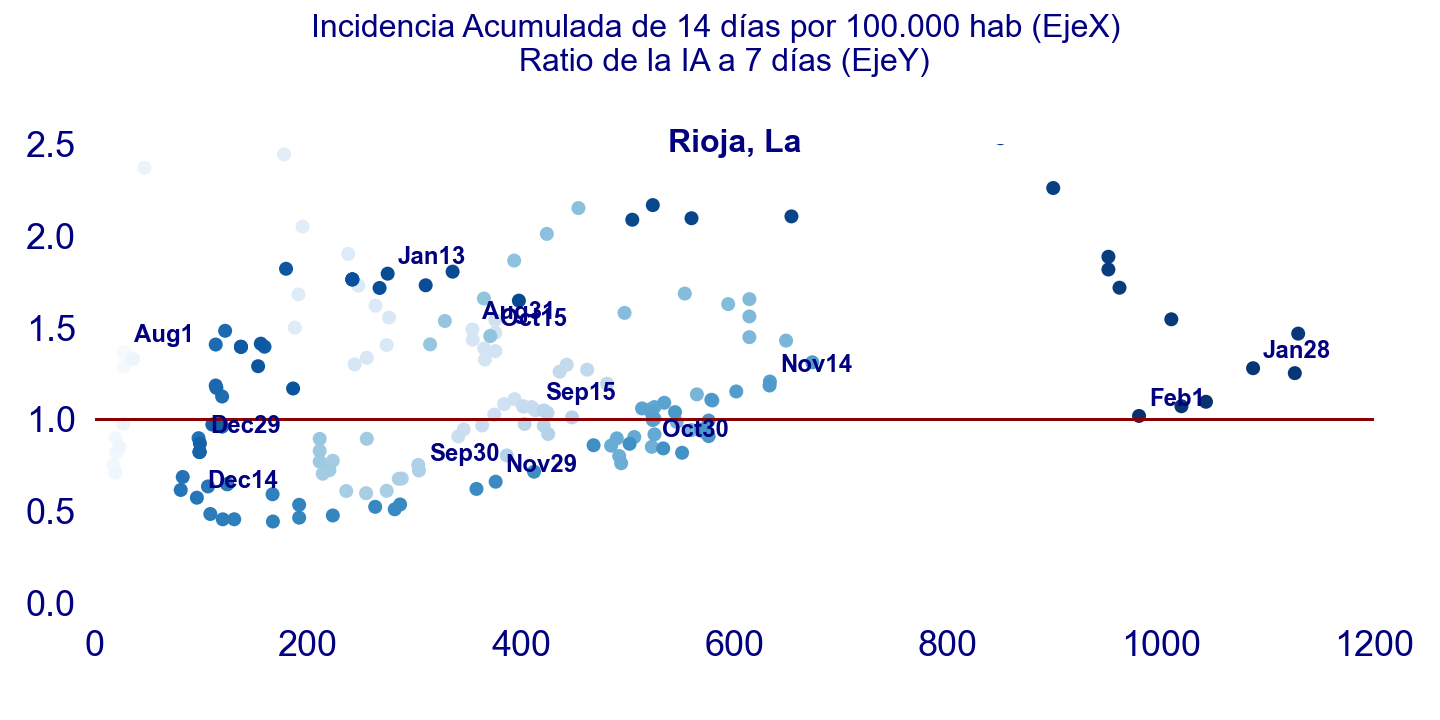 Incidencia Acumulada de 14 días por 100.000 hab (EjeX)
Ratio de la IA a 7 días (EjeY)
Rioja, La
2.5
2.0
1.5
1.0
0.5
0.0
Jan13
Aug31
Oct15
Aug1
Jan28
Nov14
Sep15
Feb1
Dec29
Oct30
Sep30
Nov29
Dec14
0 200 400 600 800 1000 1200